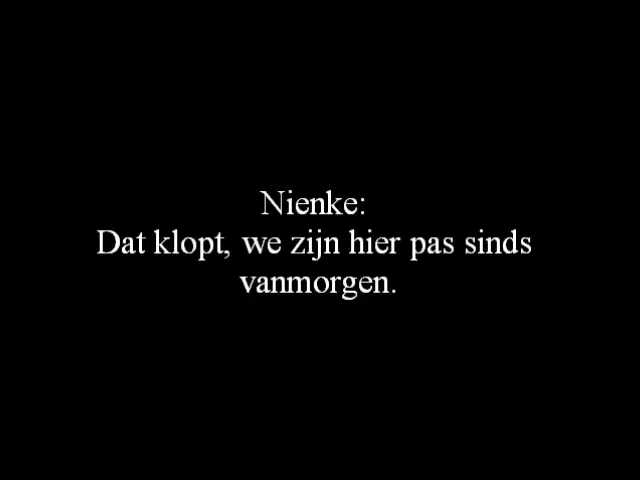 Nienke:
Dat klopt, we zijn hier pas sinds
vanmorgen.